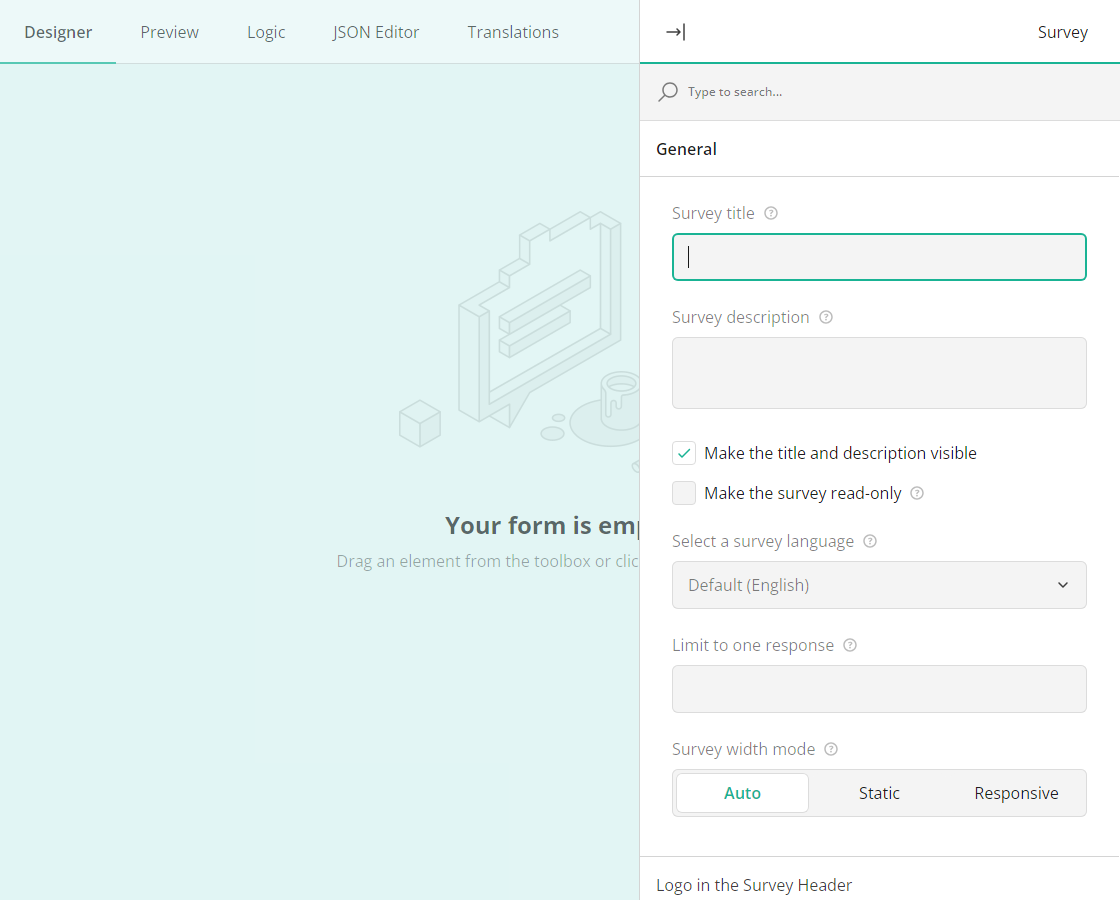 Designer Preview Logic JSON Editor Translations
Survey
Type to search...
General
Survey title
Survey description
Make the title and description visible
Make the survey read-only
Select a survey language
Default (English)
Limit to one response
Survey width mode
Auto Static Responsive
Logo in the Survey Header
Your form is
Drag an element from the toolbox or